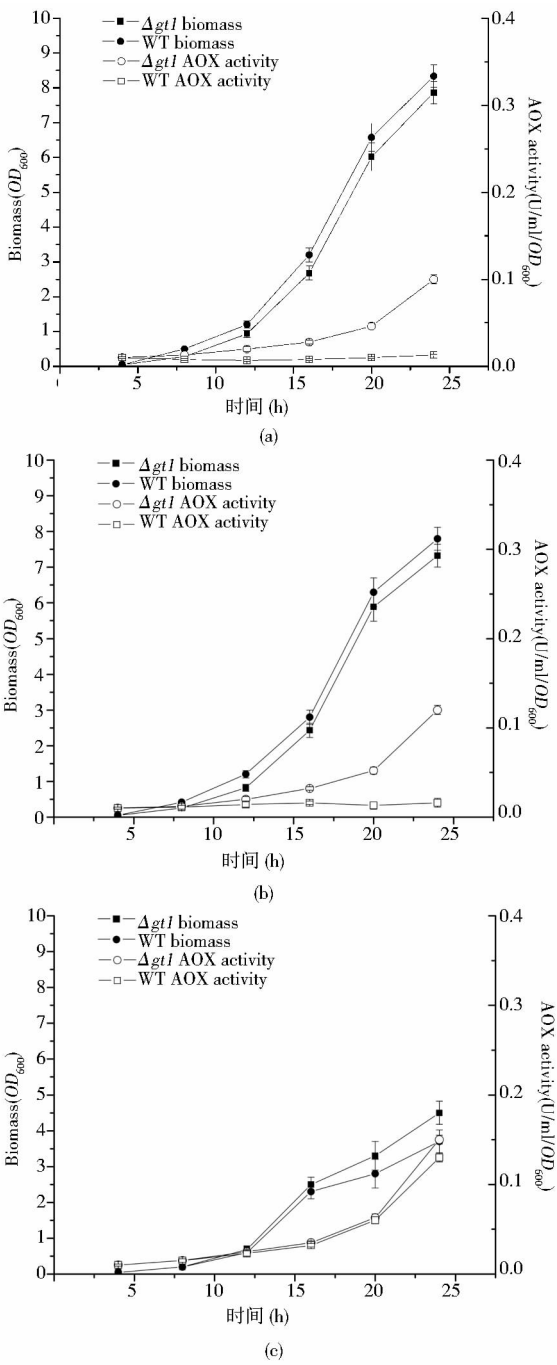 Δgt1 biomass
WT biomass
Δgt1 AOX activity
WT AOX activity
10
9
8
7
6
5
4
3
2
1
0
Biomass(OD600)
0.4
0.3
0.2
0.1
0.0
AOX activity(U/ml/OD600)
5
10
15
20
25
时间 (h)
(a)
Δgt1 biomass
WT biomass
Δgt1 AOX activity
WT AOX activity
10
9
8
7
6
5
4
3
2
1
0
Biomass(OD600)
0.4
0.3
0.2
0.1
0.0
AOX activity(U/ml/OD600)
5
10
15
20
25
时间 (h)
(b)
Δgt1 biomass
WT biomass
Δgt1 AOX activity
WT AOX activity
10
9
8
7
6
5
4
3
2
1
0
Biomass(OD600)
0.4
0.3
0.2
0.1
0.0
AOX activity(U/ml/OD600)
5
10
15
20
25
时间 (h)
(c)